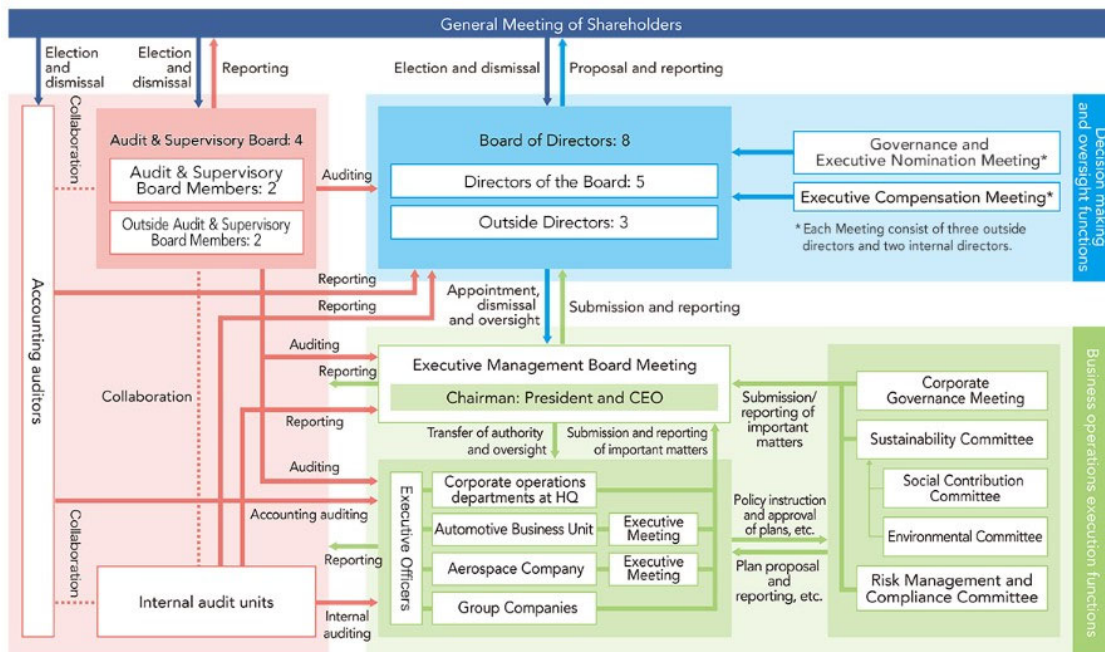 General Meeting of Shareholders
Election
and
dismissal
Election
and
dismissal
Reporting
Election and dismissal
Proposal and reporting
Collaboration
Audit & Supervisory Board: 4
Audit & Supervisory
Board Members: 2
Outside Audit & Supervisory
Board Members: 2
Auditing
Board of Directors: 8
Directors of the Board: 5
Outside Directors: 3
Governance and
Executive Nomination Meeting*
Executive Compensation Meeting*
* Each Meeting consist of three outside
directors and two internal directors.
Decision making
and oversight functions
Reporting
Reporting
Appointment,
dismissal
and oversight
Submission and reporting
Accounting auditors
Auditing
Reporting
Collaboration
Reporting
Executive Management Board Meeting
Chairman: President and CEO
Transfer of authority
and oversight
Submission and reporting
of important matters
Submission/
reporting of
important
matters
Corporate
Governance Meeting
Sustainability Committee
Social Contribution
Committee
Environmental Committee
Risk Management and
Compliance Committee
Business operations execution functions
Auditing
Accounting auditing
Reporting
Executive Officers
Corporate operations
departments at HQ
Automotive Business Unit
Executive
Meeting
Aerospace Company
Executive
Meeting
Group Companies
Policy instruction
and approval
of plans, etc.
Plan proposal
and
reporting, etc.
Collaboration
Internal audit units
Internal
auditing